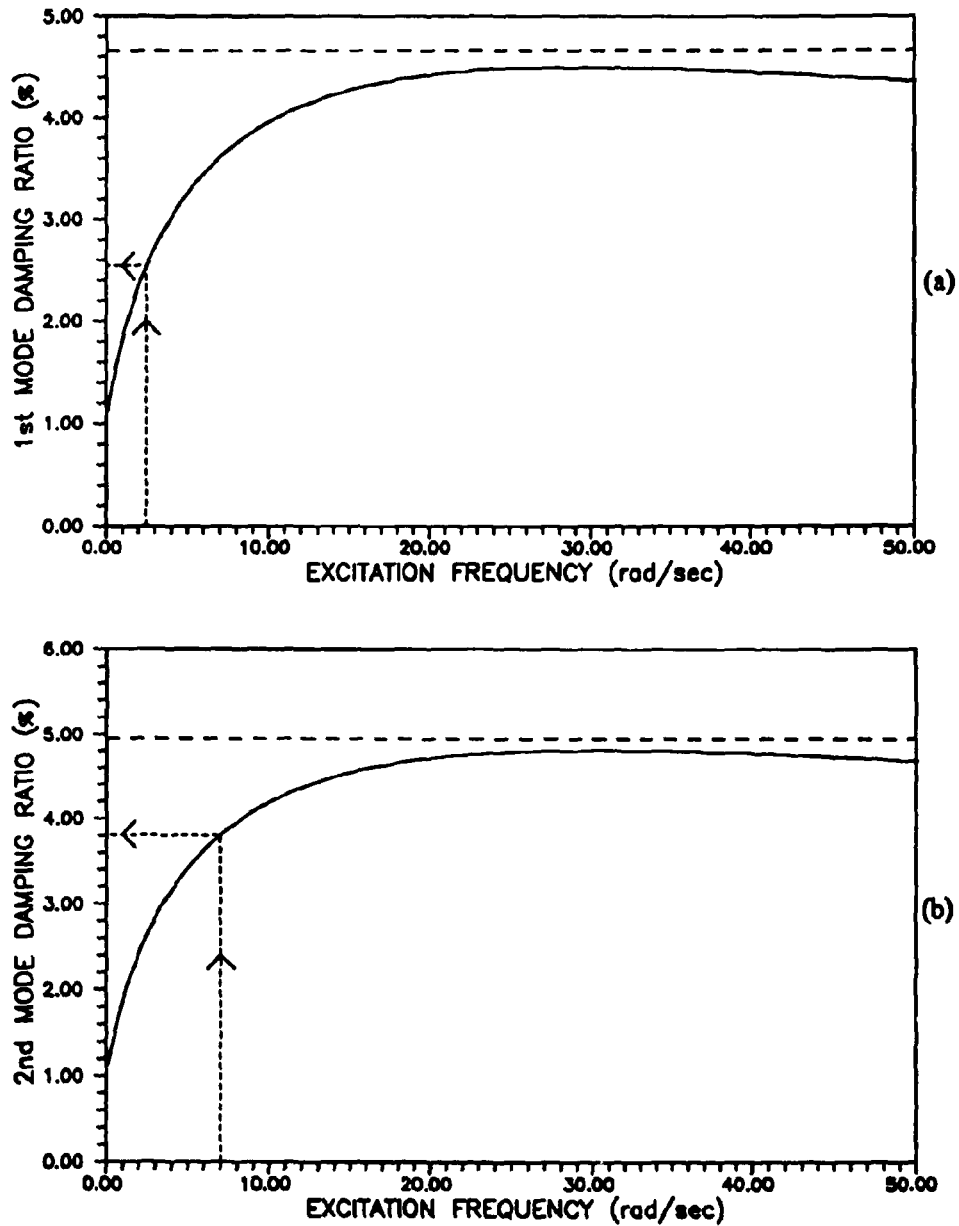 5.00
4.00
3.00
2.00
1.00
0.00
1st MODE DAMPING RATIO (%)
0.00 10.00 20.00 30.00 40.00 50.00
EXCITATION FREQUENCY (rad/sec)
(a)
6.00
5.00
4.00
3.00
2.00
1.00
0.00
2nd MODE DAMPING RATIO (%)
0.00 10.00 20.00 30.00 40.00 50.00
EXCITATION FREQUENCY (rad/sec)
(b)